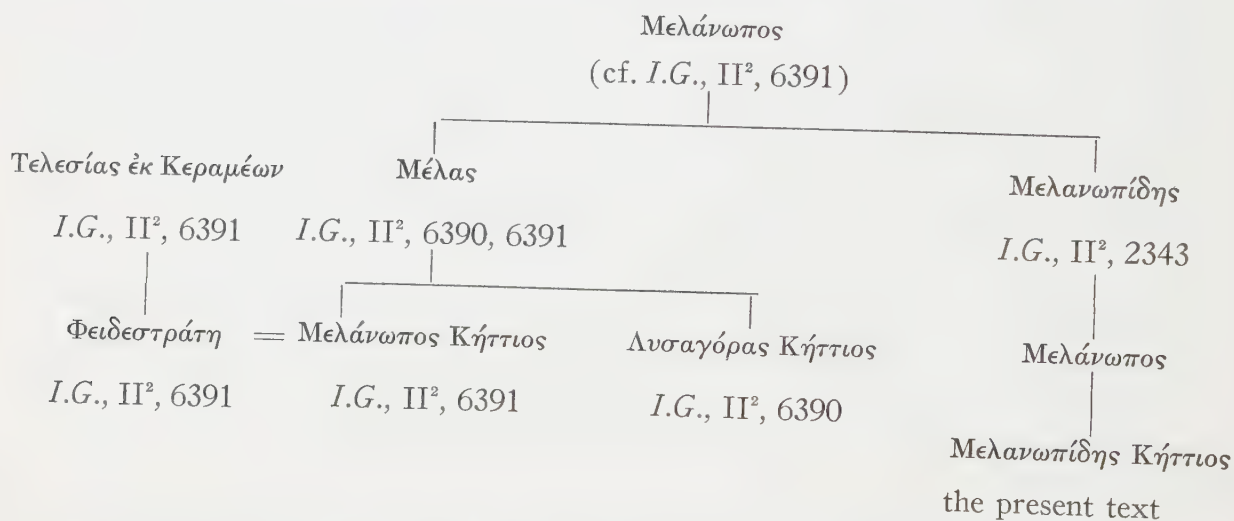 Μελάνωπος
(cf. I.G., II², 6391)
Τελεσίας ἐκ Κεραμέων Μέλας Μελανωπίδης
I.G., II², 6391 I.G., II², 6390, 6391 I.G., II², 2343
Φειδεστράτη = Μελάνωπος Κήττιος Λυσαγόρας Κήττιος Μελάνωπος
I.G., II², 6391 I.G., II², 6391 I.G., II², 6390
Μελανωπίδης Κήττιος
the present text